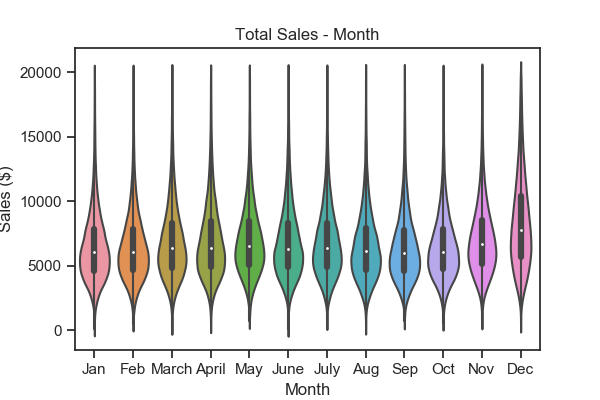 Total Sales - Month
20000
15000
10000
5000
0
Sales ($)
Jan Feb March April May June July Aug Sep Oct Nov Dec
Month